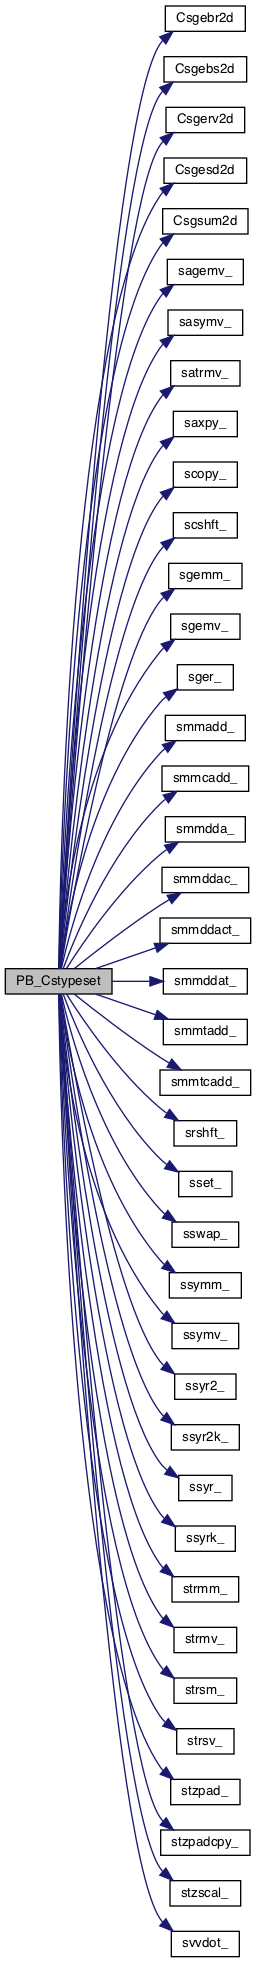 Csgebr2d
Csgebs2d
Csgerv2d
Csgesd2d
Csgsum2d
sagemv_
sasymv_
satrmv_
saxpy_
scopy_
scshft_
sgemm_
sgemv_
sger_
smmadd_
smmcadd_
smmdda_
smmddac_
smmddact_
PB_Cstypeset
smmddat_
smmtadd_
smmtcadd_
srshft_
sset_
sswap_
ssymm_
ssymv_
ssyr2_
ssyr2k_
ssyr_
ssyrk_
strmm_
strmv_
strsm_
strsv_
stzpad_
stzpadcpy_
stzscal_
svvdot_